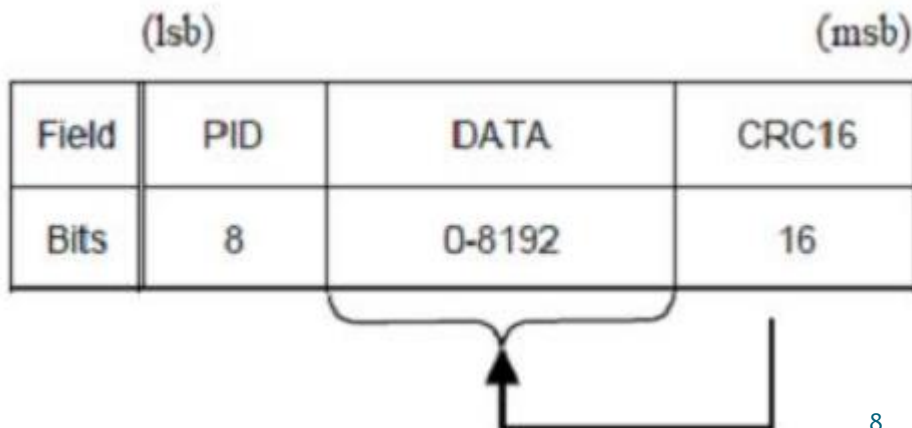 (lsb) (msb)
Field PID DATA CRC16
Bits 8 0-8192 16
8